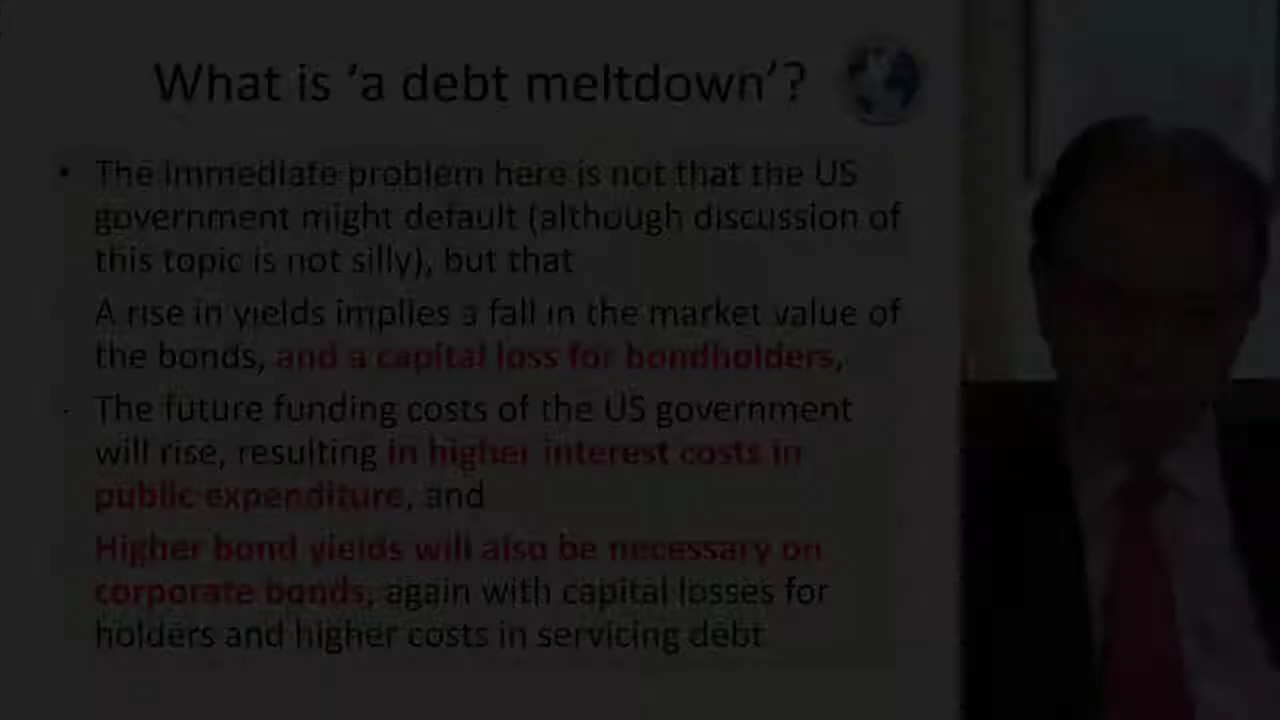 What is ‘a debt meltdown’?
• The immediate problem here is not that the US
government might default (although discussion of
this topic is not silly), but that
A rise in yields implies a fall in the market value of
the bonds, and a capital loss for bondholders,
· The future funding costs of the US government
will rise, resulting in higher interest costs in
public expenditure, and
Higher bond yields will also be necessary on
corporate bonds, again with capital losses for
holders and higher costs in servicing debt